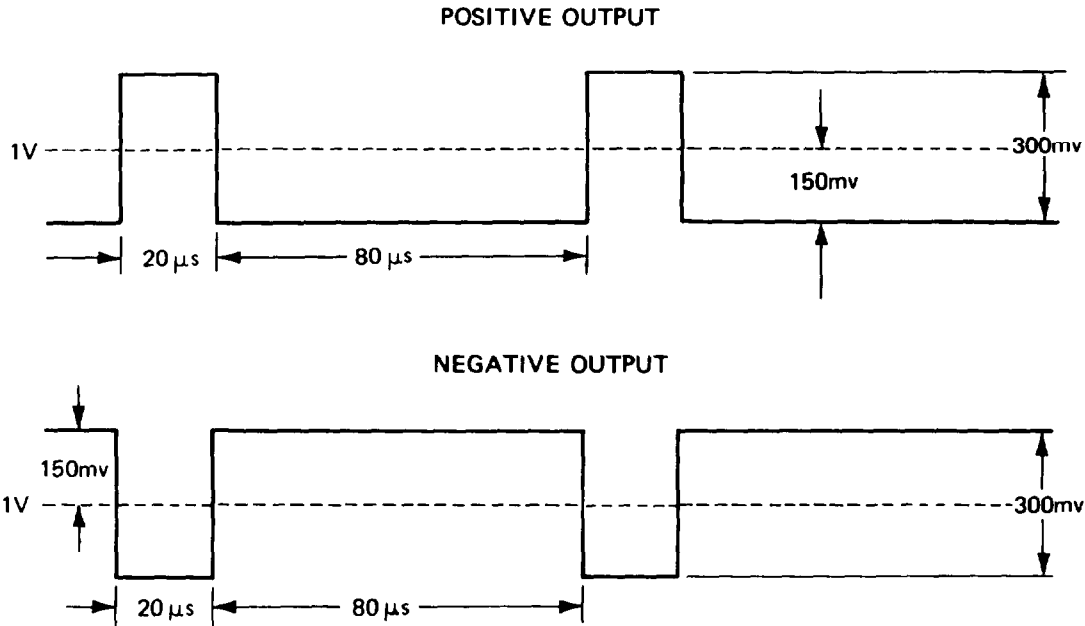 POSITIVE OUTPUT
1V
300mv
150mv
20 μs
80 μs
NEGATIVE OUTPUT
150mv
1V
300mv
20 μs
80 μs